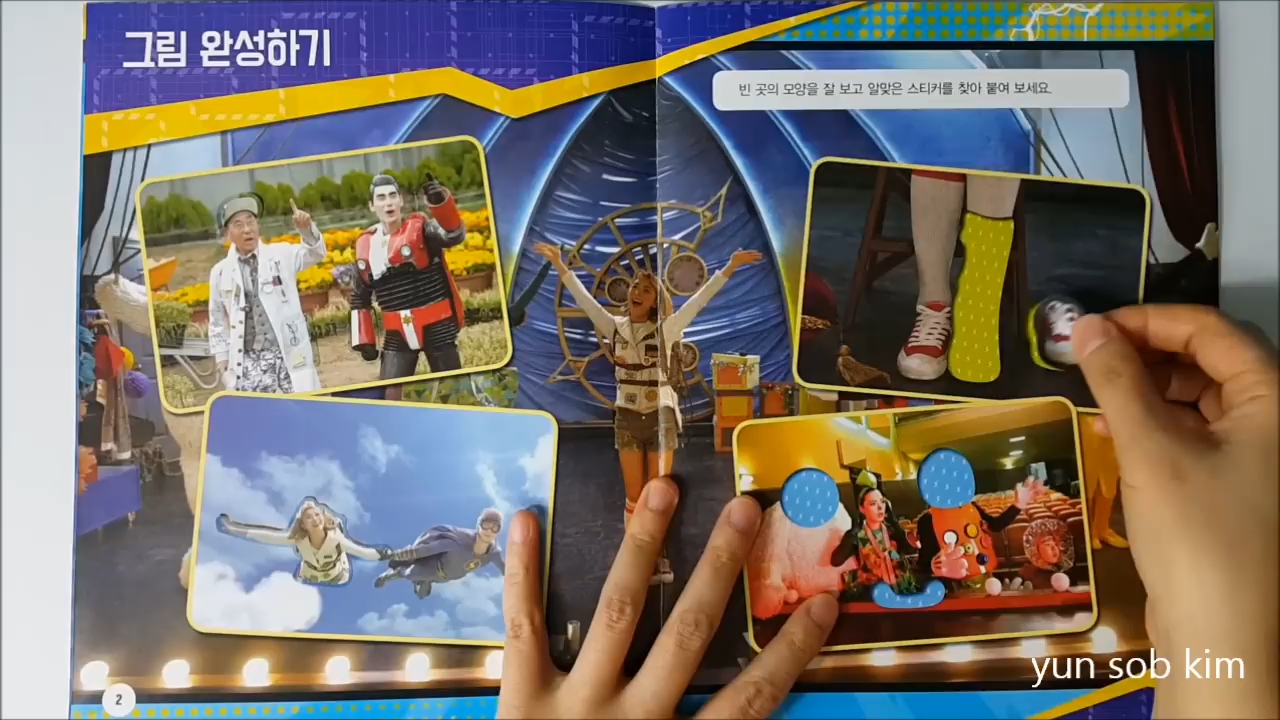 그림 완성하기
빈 곳의 모양을 잘 보고 알맞은 스티커를 찾아 붙여 보세요.
2
yun sob kim